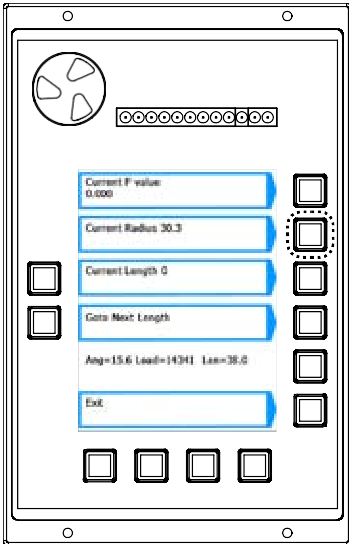 Current P value
0.000
Current Radius 30.3
Current Length 0
Goto Next Length
Ang=15.6 Load=14341 Len=38.0
Exit